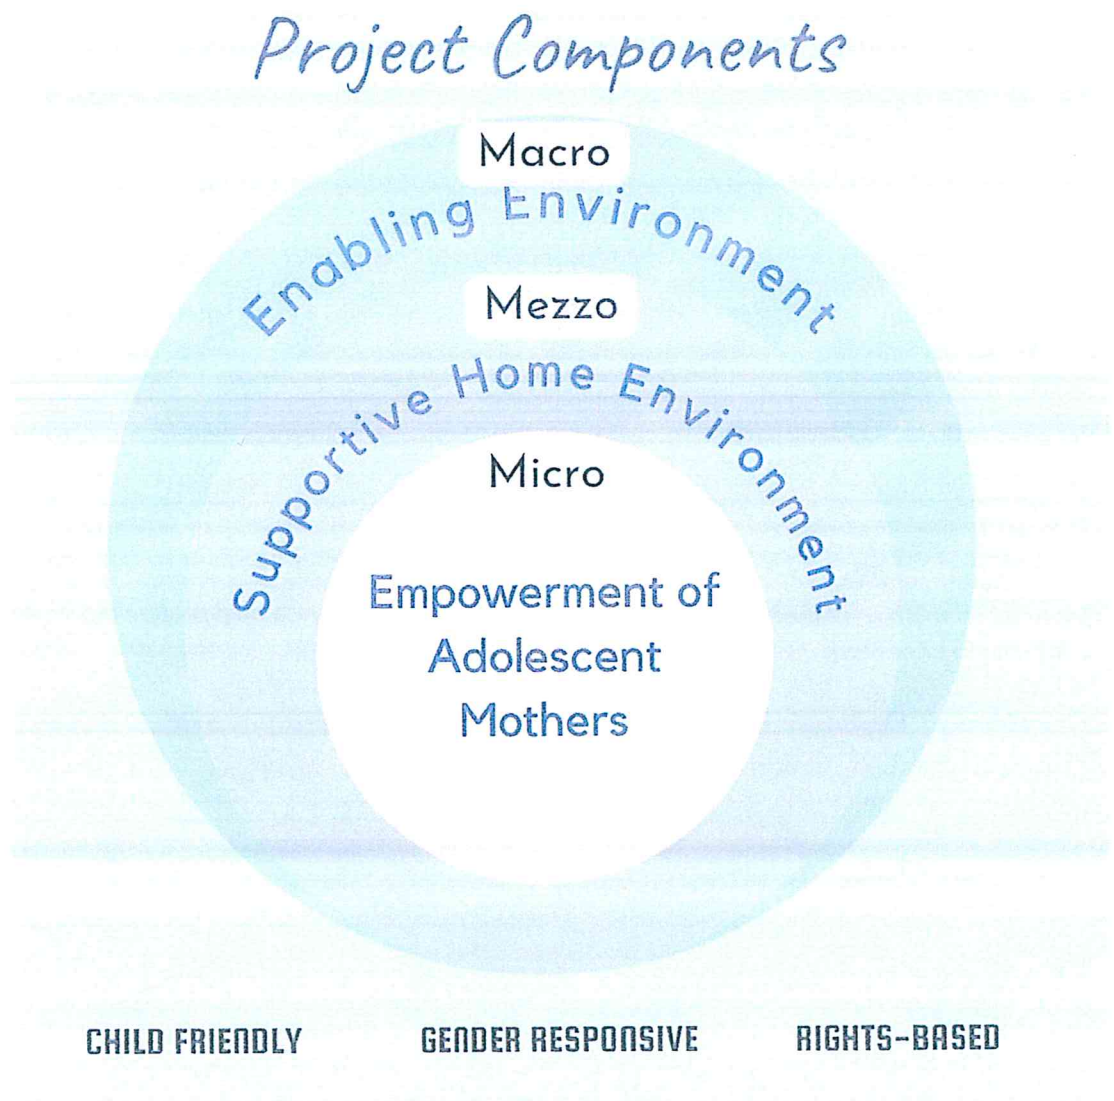 Project Components
Macro
Enabling Environment
Mezzo
Supportive Home Environment
Micro
Empowerment of
Adolescent
Mothers
CHILD FRIENDLY
GENDER RESPONSIVE
RIGHTS-BASED